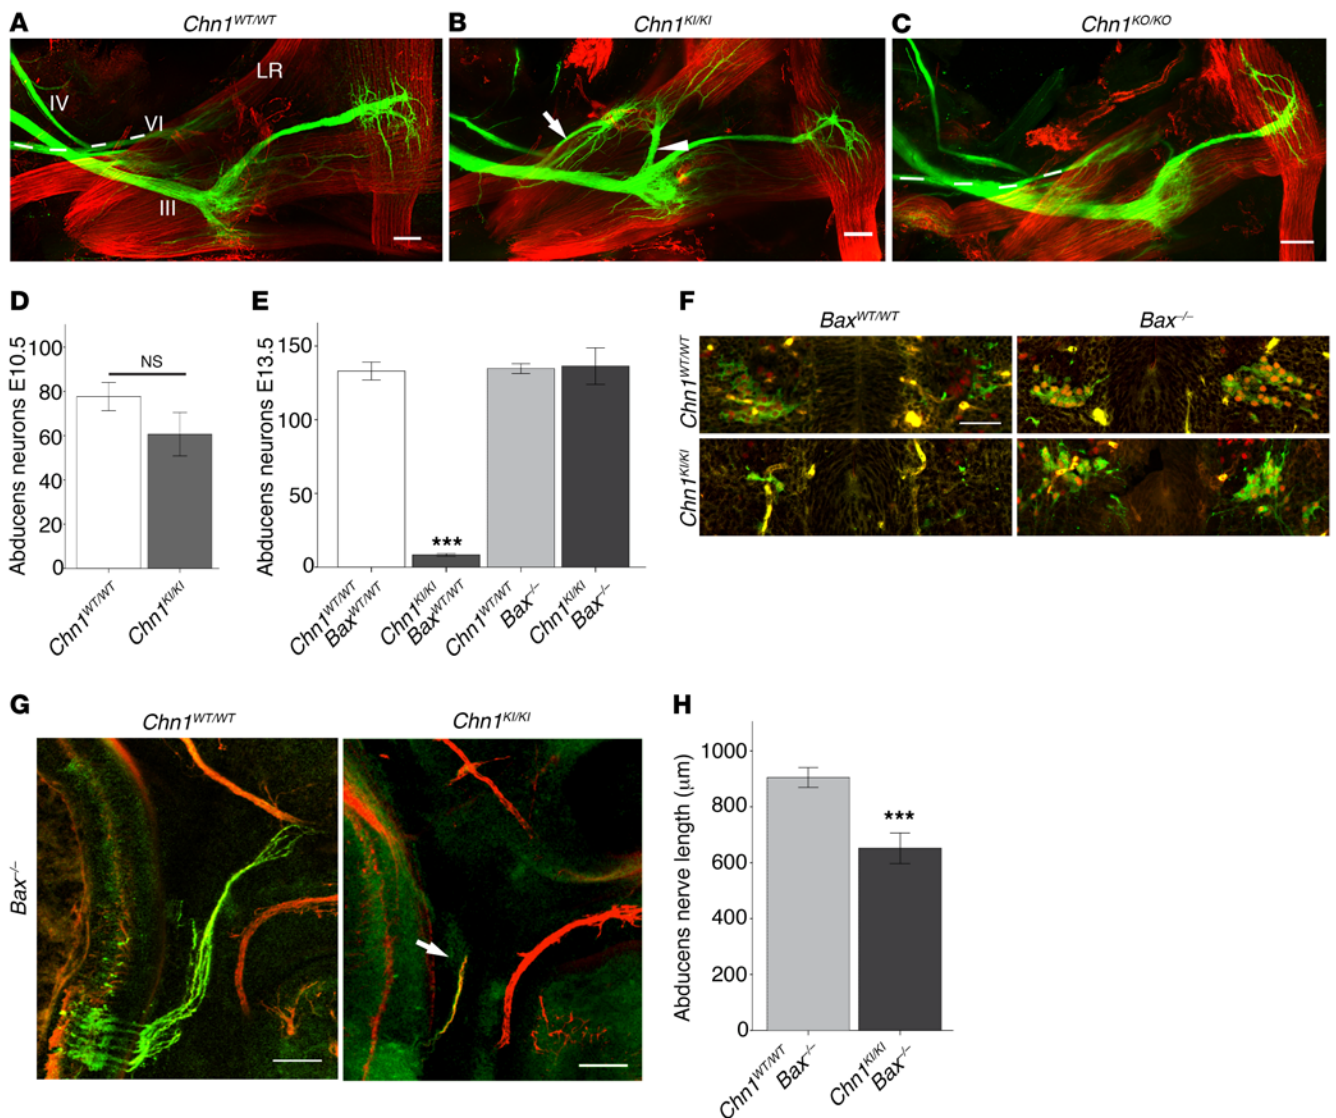 A
Chn1WT/WT
B
Chn1KI/KI
C
Chn1KO/KO
IV
VI
LR
III
D
Abducens neurons E10.5
100
80
60
40
20
0
NS
Chn1WT/WT
Chn1KI/KI
E
Abducens neurons E13.5
150
100
50
0
***
Chn1WT/WT
BaxWT/WT
Chn1KI/KI
BaxWT/WT
Chn1WT/WT
Bax–/–
Chn1KI/KI
Bax–/–
F
BaxWT/WT
Bax–/–
Chn1WT/WT
Chn1KI/KI
G
Chn1WT/WT
Chn1KI/KI
Bax–/–
H
Abducens nerve length (μm)
1000
800
600
400
200
0
***
Chn1WT/WT
Bax–/–
Chn1KI/KI
Bax–/–